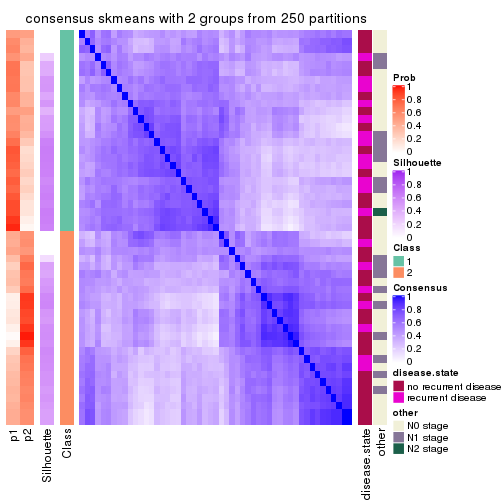 consensus skmeans with 2 groups from 250 partitions
Prob
1
0.8
0.6
0.4
0.2
0
Silhouette
1
0.8
0.6
0.4
0.2
0
Class
1
2
Consensus
1
0.8
0.6
0.4
0.2
0
disease.state
no recurrent disease
recurrent disease
other
N0 stage
N1 stage
N2 stage
p1
p2
Silhouette
Class
disease.state
other